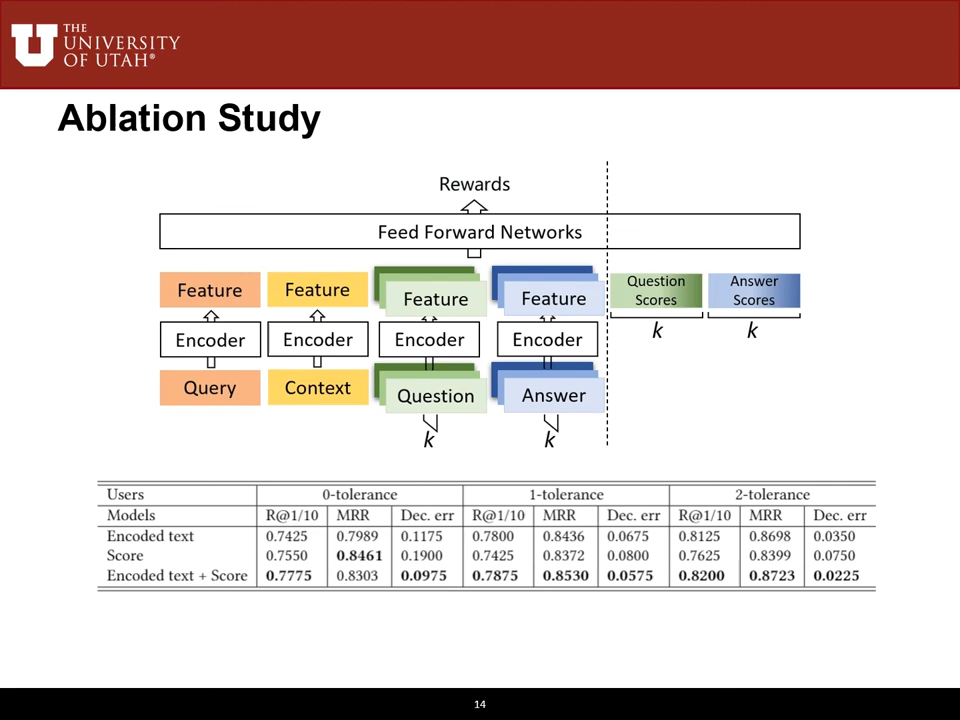 THE
UNIVERSITY
OF UTAH®
Ablation Study
Rewards
Feed Forward Networks
Feature Feature Feature Feature Question Scores Answer Scores
Encoder Encoder Encoder Encoder k k
Query Context Question Answer
k k
Users 0-tolerance 1-tolerance 2-tolerance
Models R@1/10 MRR Dec. err R@1/10 MRR Dec. err R@1/10 MRR Dec. err
Encoded text 0.7425 0.7989 0.1175 0.7800 0.8436 0.0675 0.8125 0.8698 0.0350
Score 0.7550 0.8461 0.1900 0.7425 0.8372 0.0800 0.7625 0.8399 0.0750
Encoded text + Score 0.7775 0.8303 0.0975 0.7875 0.8530 0.0575 0.8200 0.8723 0.0225
14